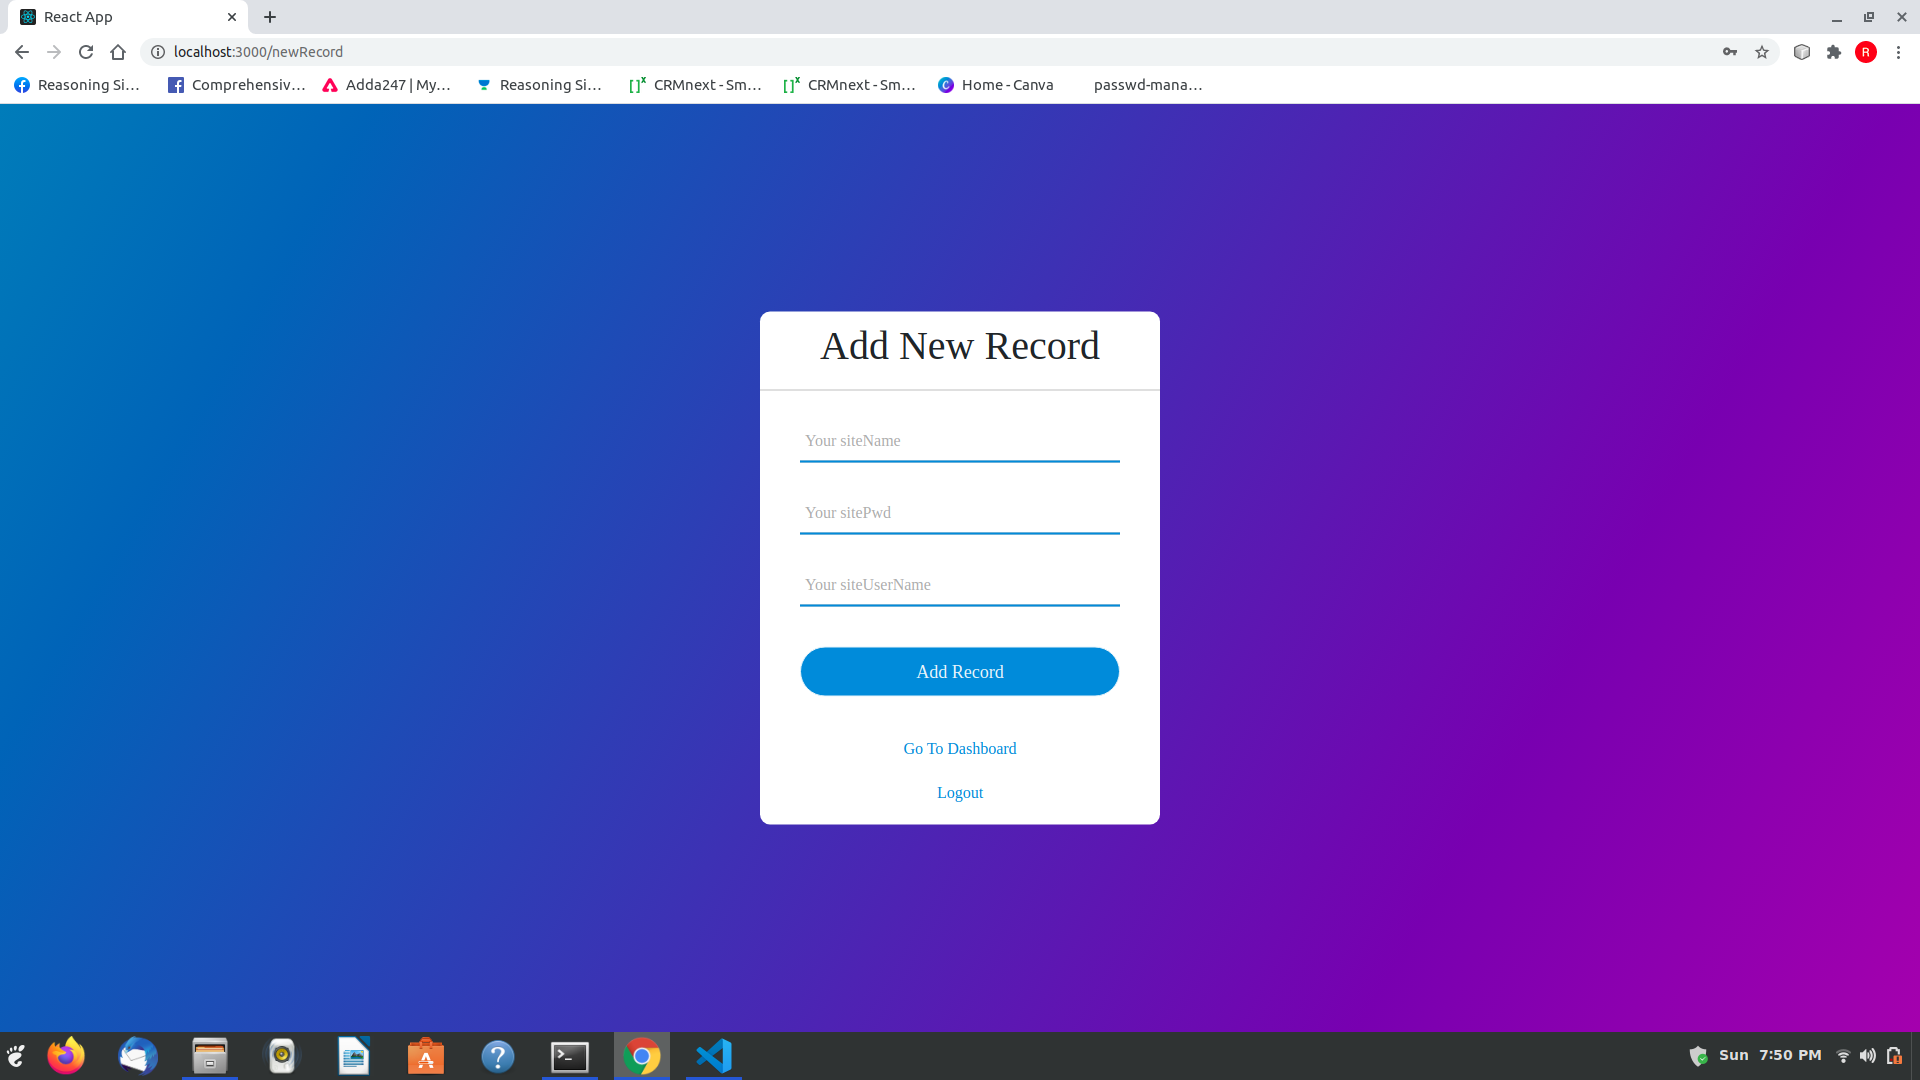 React App
localhost:3000/newRecord
R
Reasoning Si...
Comprehensiv...
Adda247 | My...
Reasoning Si...
CRMnext - Sm...
CRMnext - Sm...
Home - Canva
passwd-mana...
Add New Record
Your siteName
Your sitePwd
Your siteUserName
Add Record
Go To Dashboard
Logout
Sun 7:50 PM